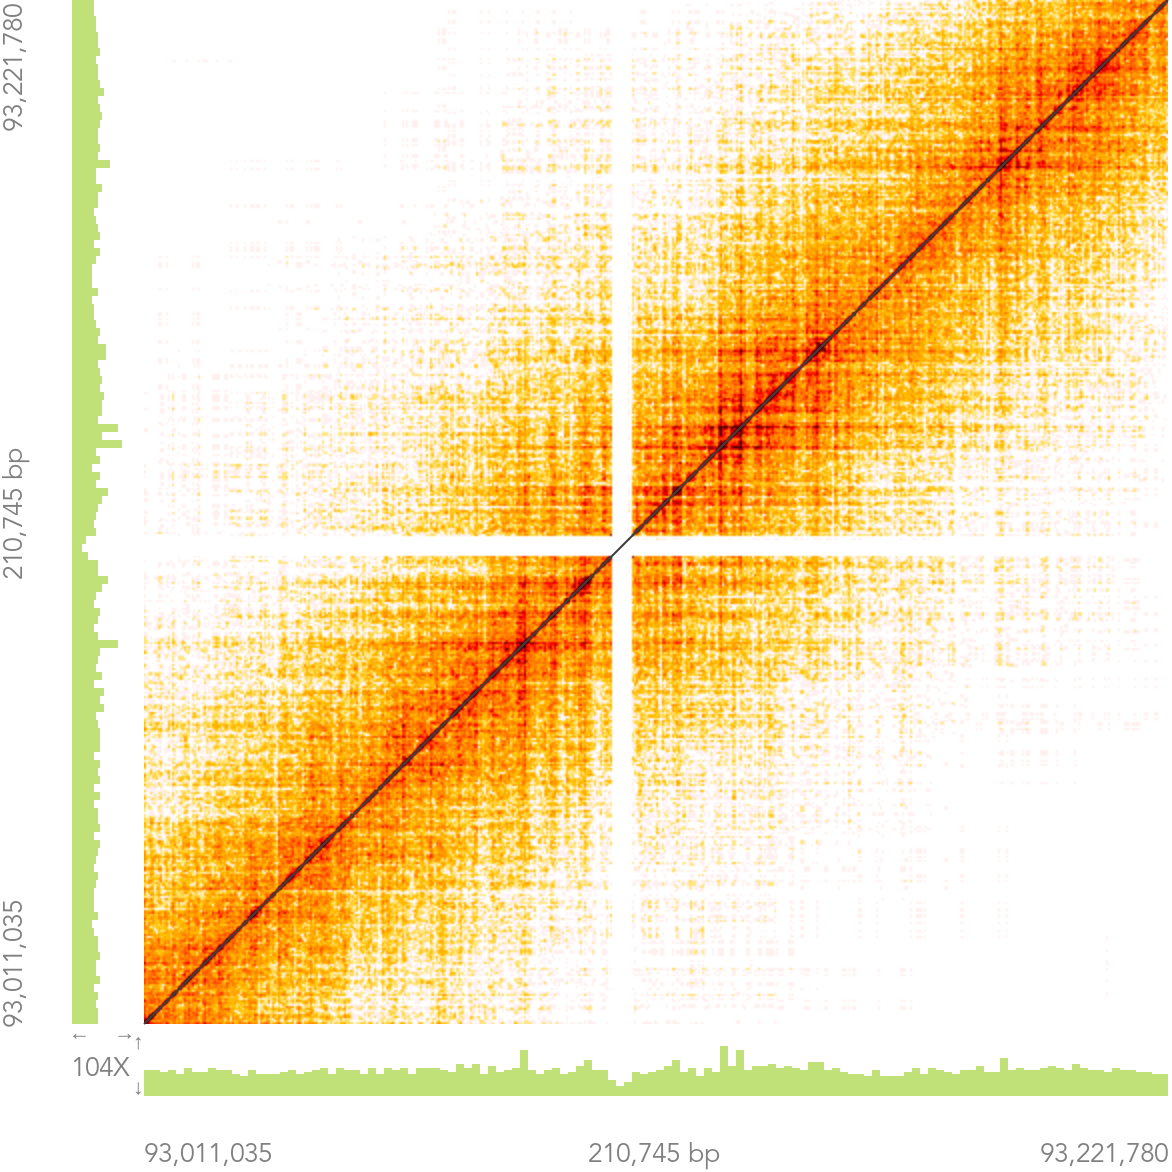 93,221,780
210,745 bp
93,011,035
← →
↑
104X
↓
93,011,035 210,745 bp 93,221,780